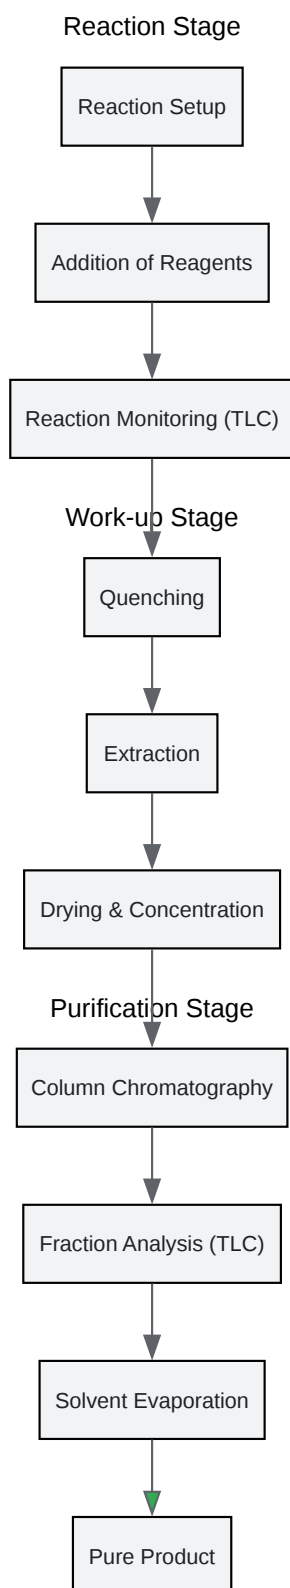 Reaction Stage
Reaction Setup
Addition of Reagents
Reaction Monitoring (TLC)
Work-up Stage
Quenching
Extraction
Drying & Concentration
Purification Stage
Column Chromatography
Fraction Analysis (TLC)
Solvent Evaporation
Pure Product